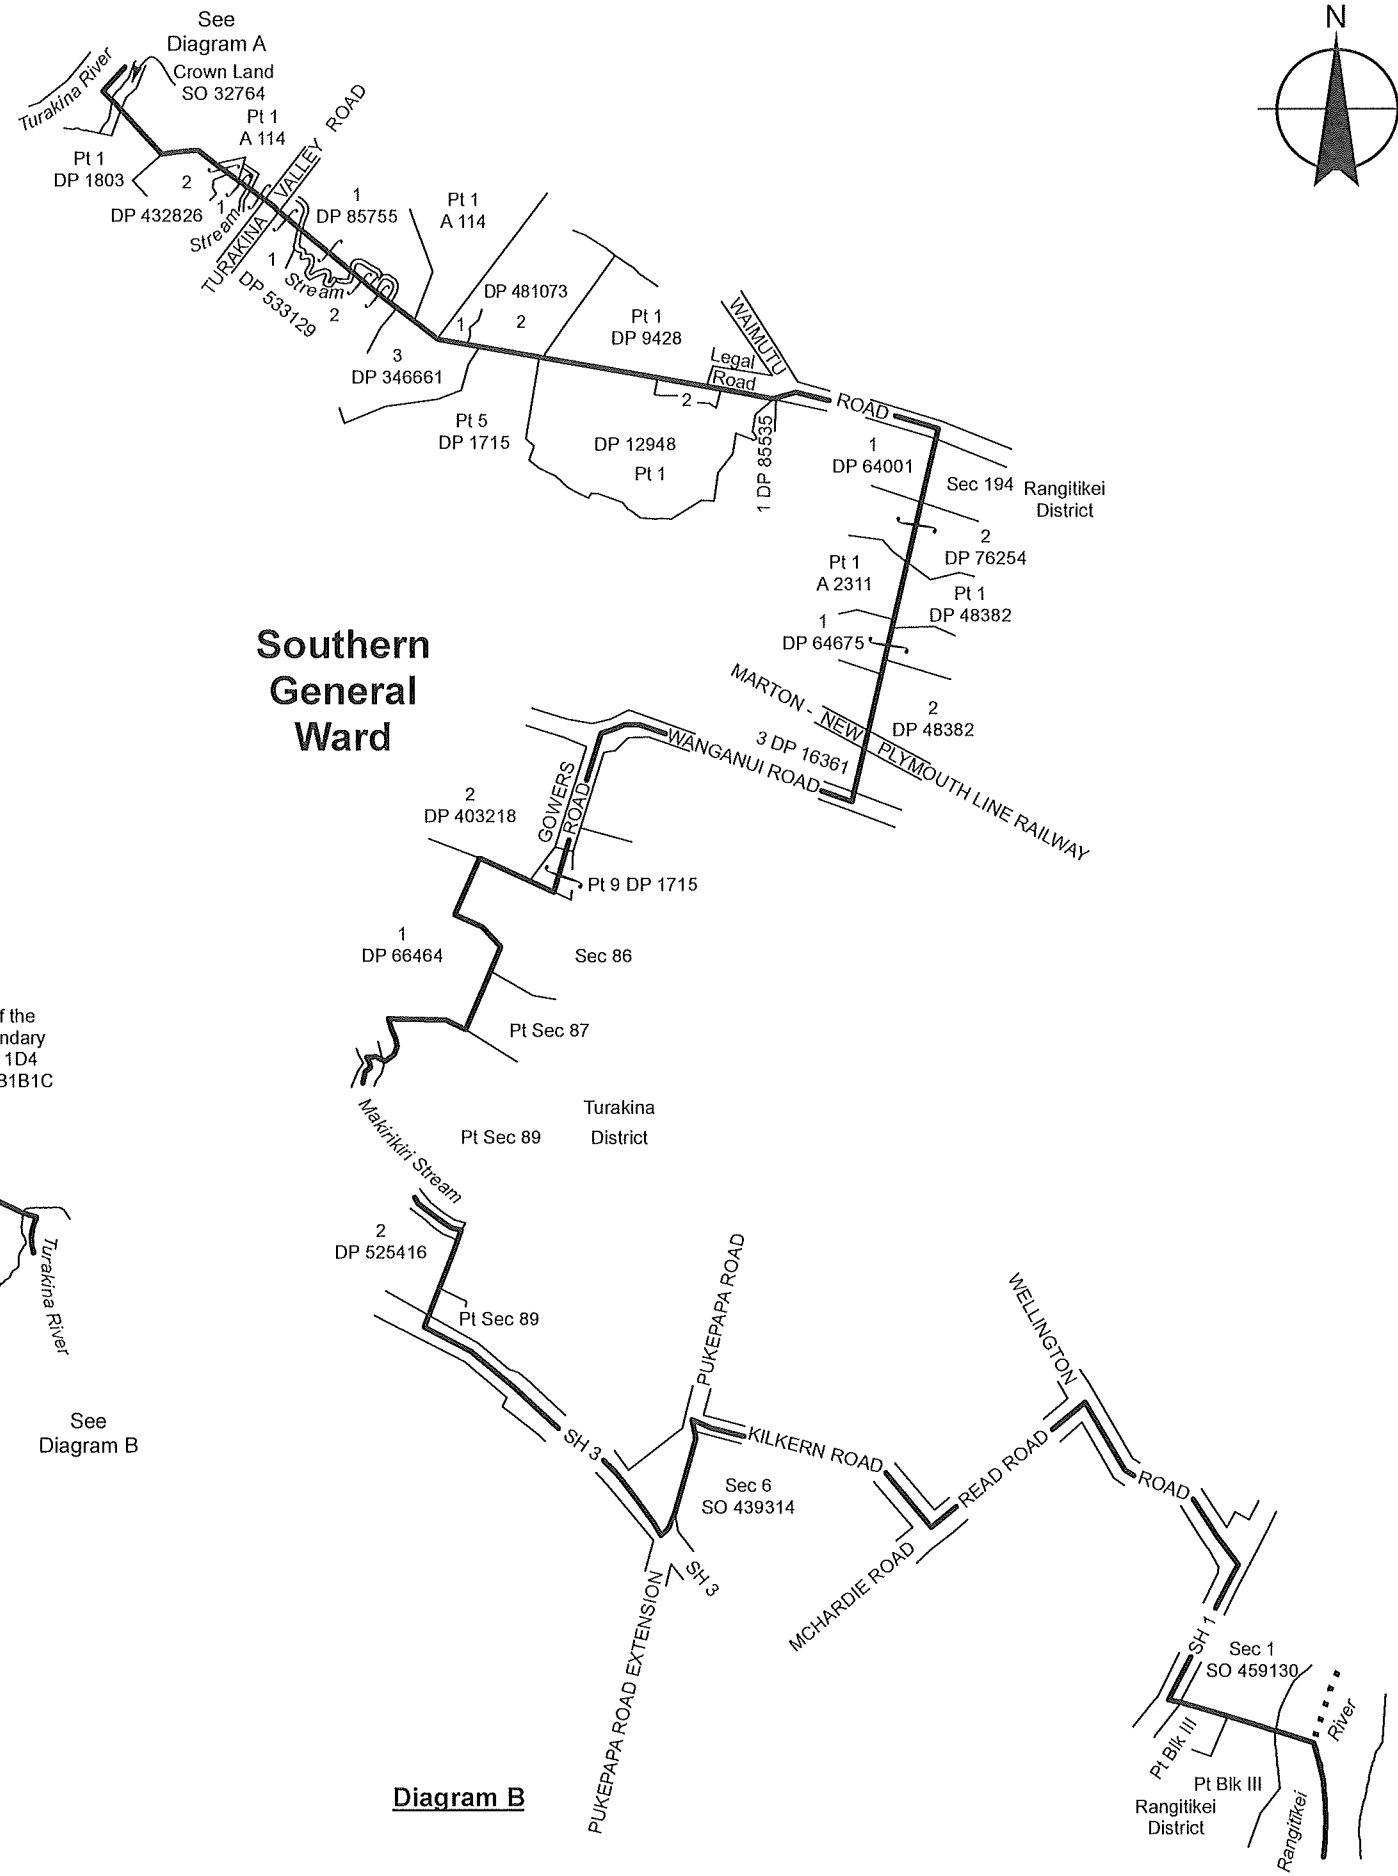 N
See
Diagram A
Crown Land
SO 32764
Turakina River
Pt 1
A 114
Pt 1
DP 1803
2
DP 432826
1
Stream
TURAKINA VALLEY ROAD
1
DP 85755
Pt 1
A 114
1
Stream
DP 533129
2
DP 481073
1
2
3
DP 346661
Pt 1
DP 9428
WAIMUTU
Legal
Road
ROAD
2
Pt 5
DP 1715
DP 12948
Pt 1
1 DP 85535
1
DP 64001
Sec 194
Rangitikei
District
2
DP 76254
Pt 1
A 2311
Pt 1
DP 48382
1
DP 64675
Southern
General
Ward
MARTON - NEW PLYMOUTH LINE RAILWAY
2
DP 48382
3 DP 16361
WANGANUI ROAD
GOWERS
ROAD
2
DP 403218
Pt 9 DP 1715
1
DP 66464
Sec 86
Pt Sec 87
f the
ndary
1D4
31B1C
Makirikiri Stream
Turakina
District
Pt Sec 89
2
DP 525416
Pt Sec 89
Turakina River
See
Diagram B
PUKEPAPA ROAD
WELLINGTON
SH 3
KILKERN ROAD
READ ROAD
ROAD
Sec 6
SO 439314
SH 3
MCHARDIE ROAD
PUKEPAPA ROAD EXTENSION
SH 1
Sec 1
SO 459130
River
Pt Blk III
Pt Blk III
Rangitikei
District
Rangitikei
Diagram B